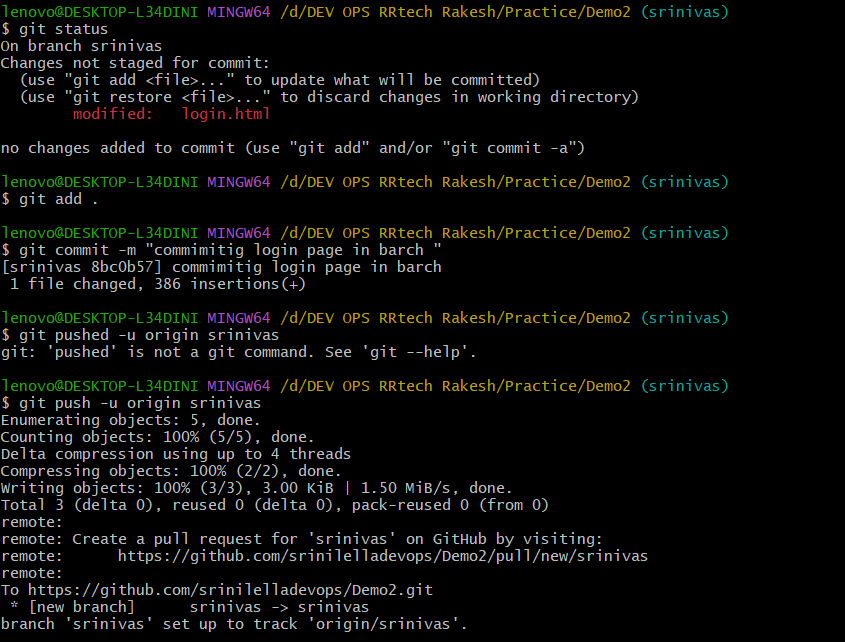 lenovo@DESKTOP-L34DINI MINGW64 /d/DEV OPS RRtech Rakesh/Practice/Demo2 (srinivas)
$ git status
On branch srinivas
Changes not staged for commit:
  (use "git add <file>..." to update what will be committed)
  (use "git restore <file>..." to discard changes in working directory)
        modified:   login.html

no changes added to commit (use "git add" and/or "git commit -a")

lenovo@DESKTOP-L34DINI MINGW64 /d/DEV OPS RRtech Rakesh/Practice/Demo2 (srinivas)
$ git add .

lenovo@DESKTOP-L34DINI MINGW64 /d/DEV OPS RRtech Rakesh/Practice/Demo2 (srinivas)
$ git commit -m "commimitig login page in barch "
[srinivas 8bc0b57] commimitig login page in barch
 1 file changed, 386 insertions(+)

lenovo@DESKTOP-L34DINI MINGW64 /d/DEV OPS RRtech Rakesh/Practice/Demo2 (srinivas)
$ git pushed -u origin srinivas
git: 'pushed' is not a git command. See 'git --help'.

lenovo@DESKTOP-L34DINI MINGW64 /d/DEV OPS RRtech Rakesh/Practice/Demo2 (srinivas)
$ git push -u origin srinivas
Enumerating objects: 5, done.
Counting objects: 100% (5/5), done.
Delta compression using up to 4 threads
Compressing objects: 100% (2/2), done.
Writing objects: 100% (3/3), 3.00 KiB | 1.50 MiB/s, done.
Total 3 (delta 0), reused 0 (delta 0), pack-reused 0 (from 0)
remote:
remote: Create a pull request for 'srinivas' on GitHub by visiting:
remote:      https://github.com/srinilelladevops/Demo2/pull/new/srinivas
remote:
To https://github.com/srinilelladevops/Demo2.git
 * [new branch]      srinivas -> srinivas
branch 'srinivas' set up to track 'origin/srinivas'.